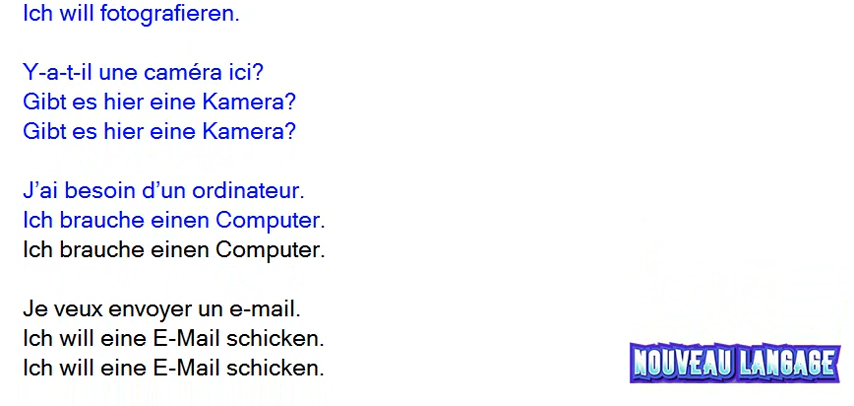 Ich will fotografieren.
Y-a-t-il une caméra ici?
Gibt es hier eine Kamera?
Gibt es hier eine Kamera?
J’ai besoin d’un ordinateur.
Ich brauche einen Computer.
Ich brauche einen Computer.
Je veux envoyer un e-mail.
Ich will eine E-Mail schicken.
Ich will eine E-Mail schicken.
NOUVEAU LANGAGE